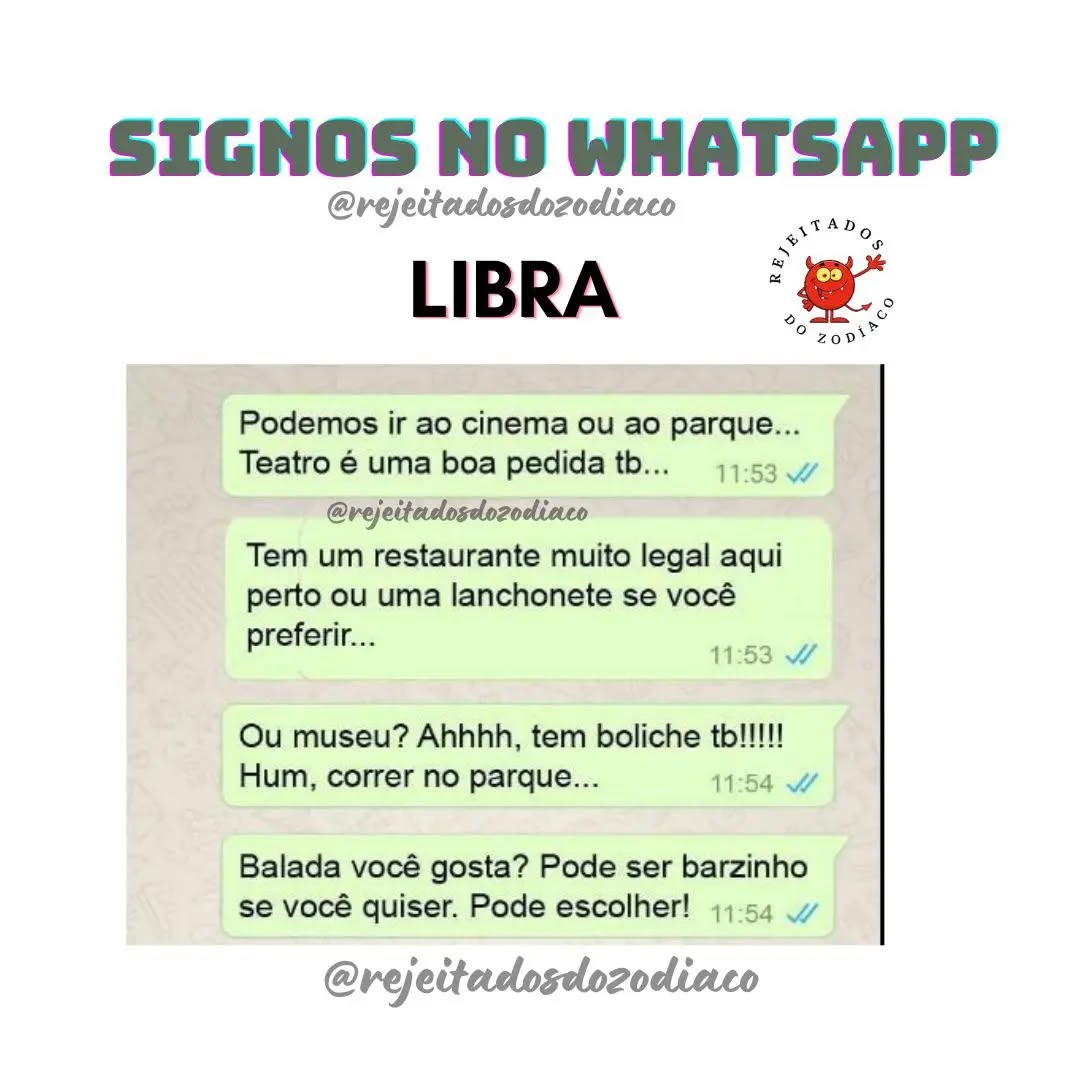 SIGNOS NO WHATSAPP
@rejeitadosdozodiaco
LIBRA
REJEITADOS
DO ZODÍACO
Podemos ir ao cinema ou ao parque...
Teatro é uma boa pedida tb...
11:53
@rejeitadosdozodiaco
Tem um restaurante muito legal aqui
perto ou uma lanchonete se você
preferir...
11:53
Ou museu? Ahhhh, tem boliche tb!!!!!
Hum, correr no parque...
11:54
Balada você gosta? Pode ser barzinho
se você quiser. Pode escolher!
11:54
@rejeitadosdozodiaco